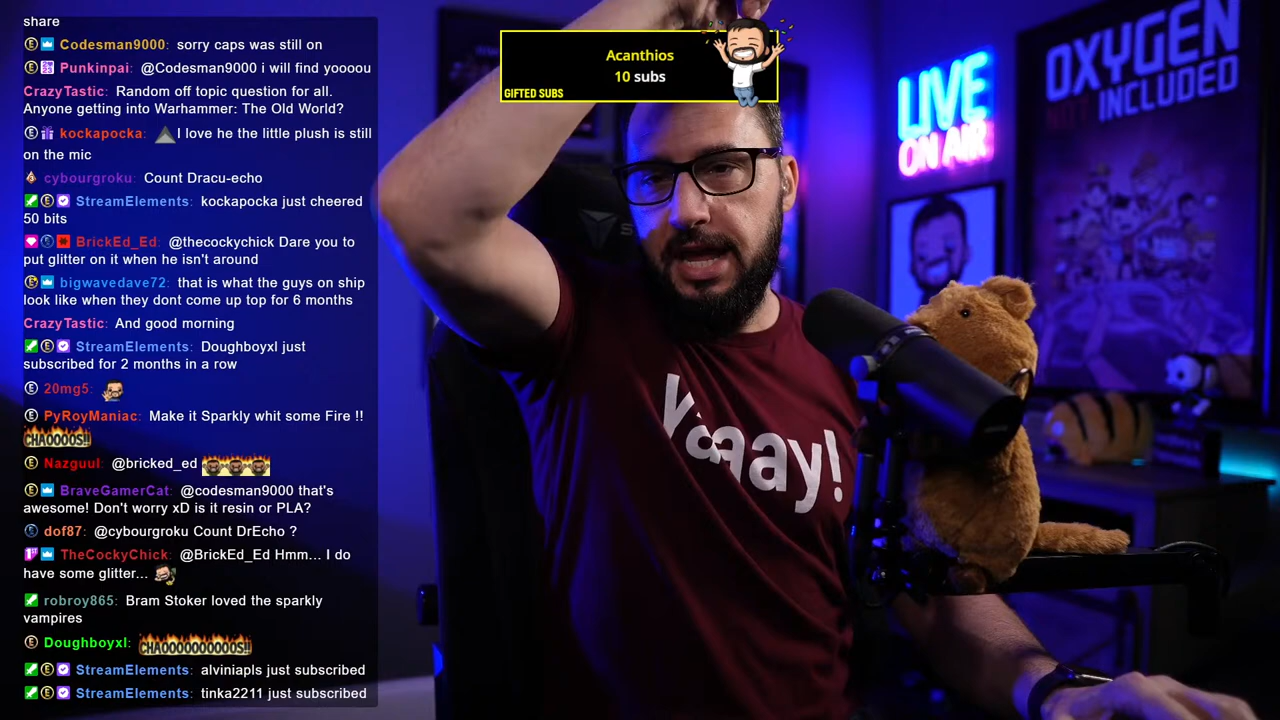 share
Codesman9000: sorry caps was still on
Punkinpai: @Codesman9000 i will find yoooou
CrazyTastic: Random off topic question for all.
Anyone getting into Warhammer: The Old World?
kockapocka: I love he the little plush is still
on the mic
cybourgroku: Count Dracu-echo
StreamElements: kockapocka just cheered
50 bits
BrickEd_Ed: @thecockychick Dare you to
put glitter on it when he isn't around
bigwavedave72: that is what the guys on ship
look like when they dont come up top for 6 months
CrazyTastic: And good morning
StreamElements: Doughboyxl just
subscribed for 2 months in a row
20mg5:
PyRoyManiac: Make it Sparkly whit some Fire !!
CHAOOOOS!!
Nazguul: @bricked_ed
BraveGamerCat: @codesman9000 that's
awesome! Don't worry xD is it resin or PLA?
dof87: @cybourgroku Count DrEcho ?
TheCockyChick: @BrickEd_Ed Hmm... I do
have some glitter...
robroy865: Bram Stoker loved the sparkly
vampires
Doughboyxl: CHAOOOOOOOOOOS!!
StreamElements: alviniapls just subscribed
StreamElements: tinka2211 just subscribed
Acanthios
10 subs
GIFTED SUBS
LIVE
ON AIR
OXYGEN
NOT INCLUDED
Yaaay!